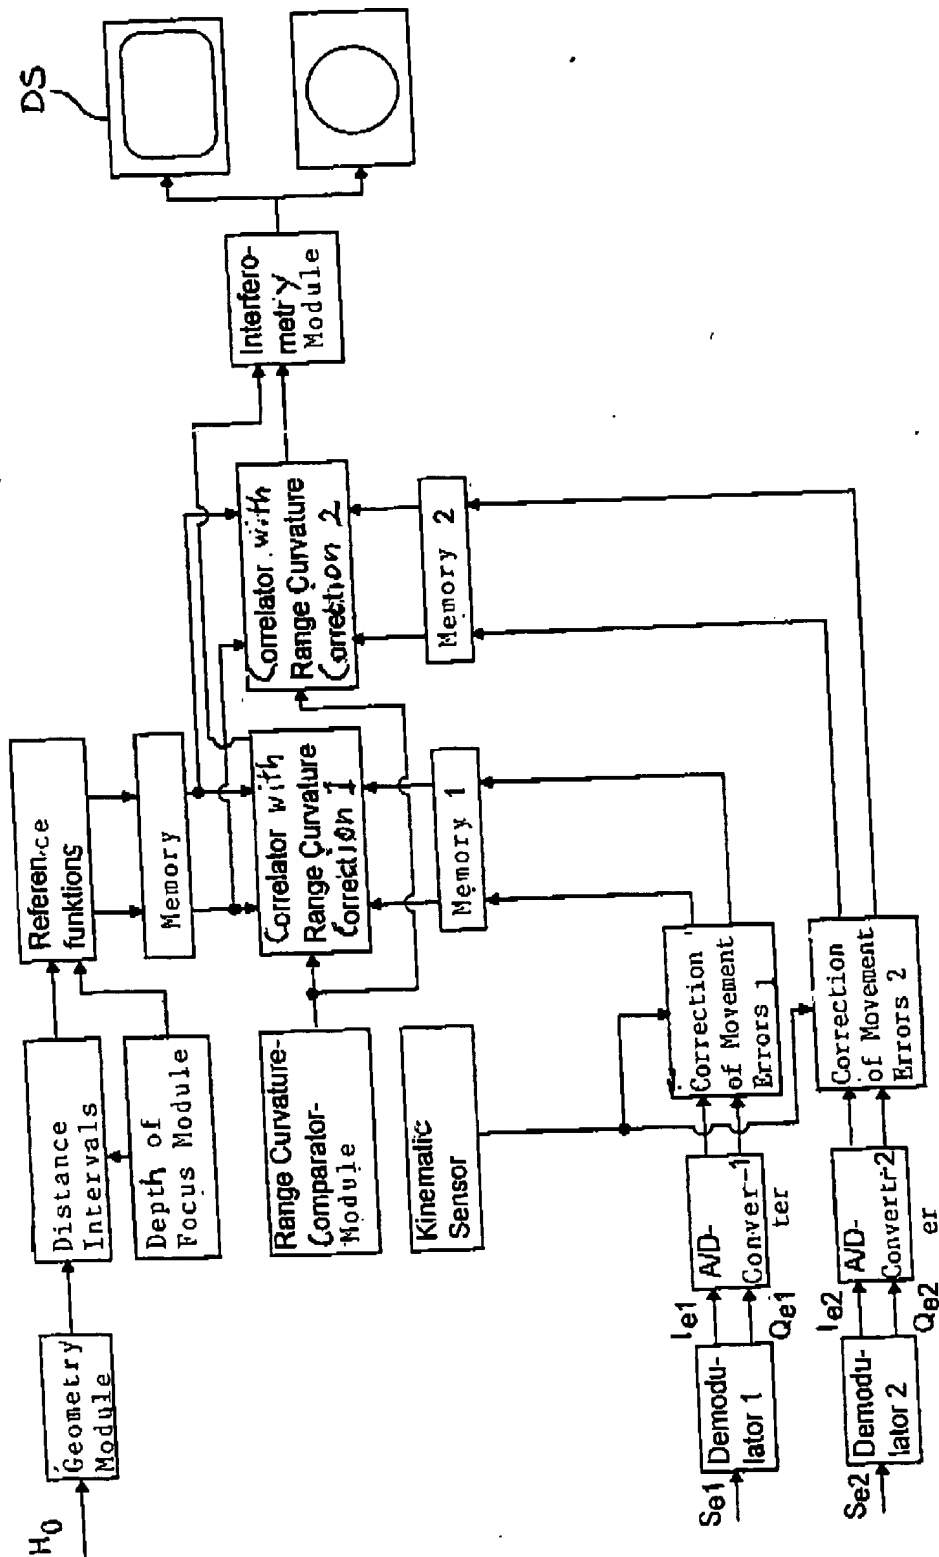 H0
Geometry
Module
Distance
Intervals
Depth of
Focus Module
Reference
funktions
Memory
Range Curvature-
Comparator-
Module
Kinematic
Sensor
Correlator with
Range Curvature
Correction 1
Correlator with
Range Curvature
Correction 2
Memory 1
Memory 2
Interfero-
metry
Module
DS
Se1
Demodu-
lator 1
Ie1
Qe1
A/D-
Conver-1
ter
Correction
of Movement
Errors 1
Se2
Demodu-
lator 2
Ie2
Qe2
A/D-
Convertr-2
er
Correction
of Movement
Errors 2